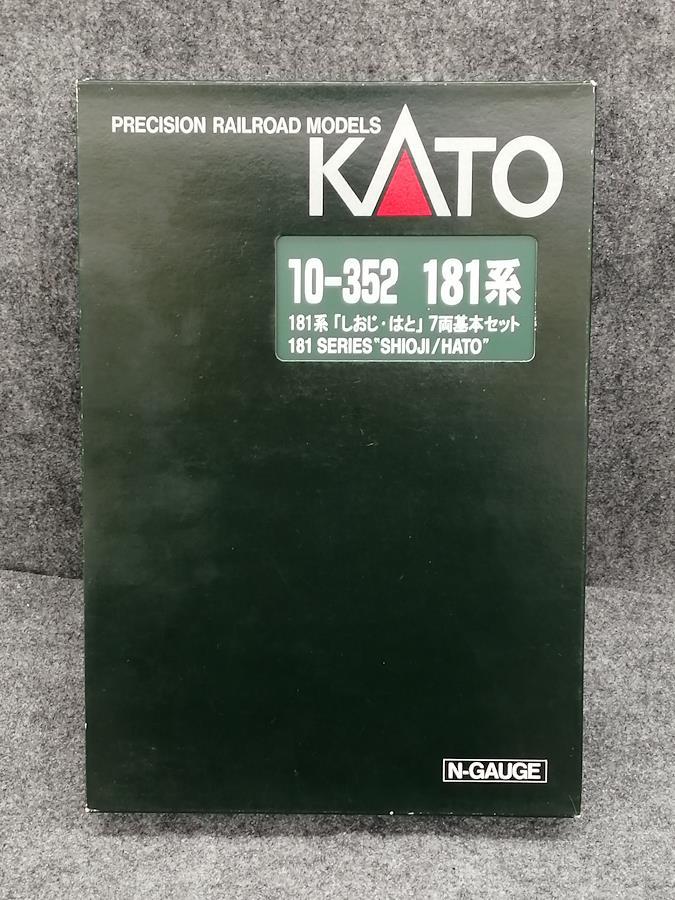 PRECISION RAILROAD MODELS
KATO
10-352 181系
181系「しおじ・はと」7両基本セット
181 SERIES "SHIOJI/HATO"
N-GAUGE